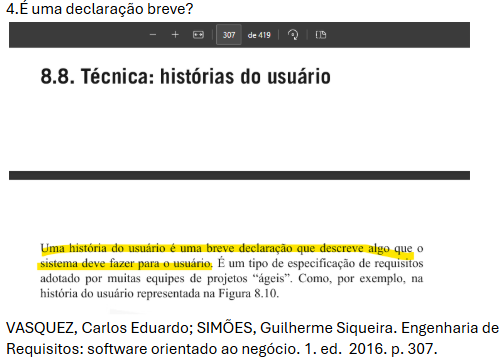 4.É uma declaração breve?
307 de 419
8.8. Técnica: histórias do usuário
Uma história do usuário é uma breve declaração que descreve algo que o
sistema deve fazer para o usuário. É um tipo de especificação de requisitos
adotado por muitas equipes de projetos “ágeis”. Como, por exemplo, na
história do usuário representada na Figura 8.10.
VASQUEZ, Carlos Eduardo; SIMÕES, Guilherme Siqueira. Engenharia de
Requisitos: software orientado ao negócio. 1. ed.  2016. p. 307.